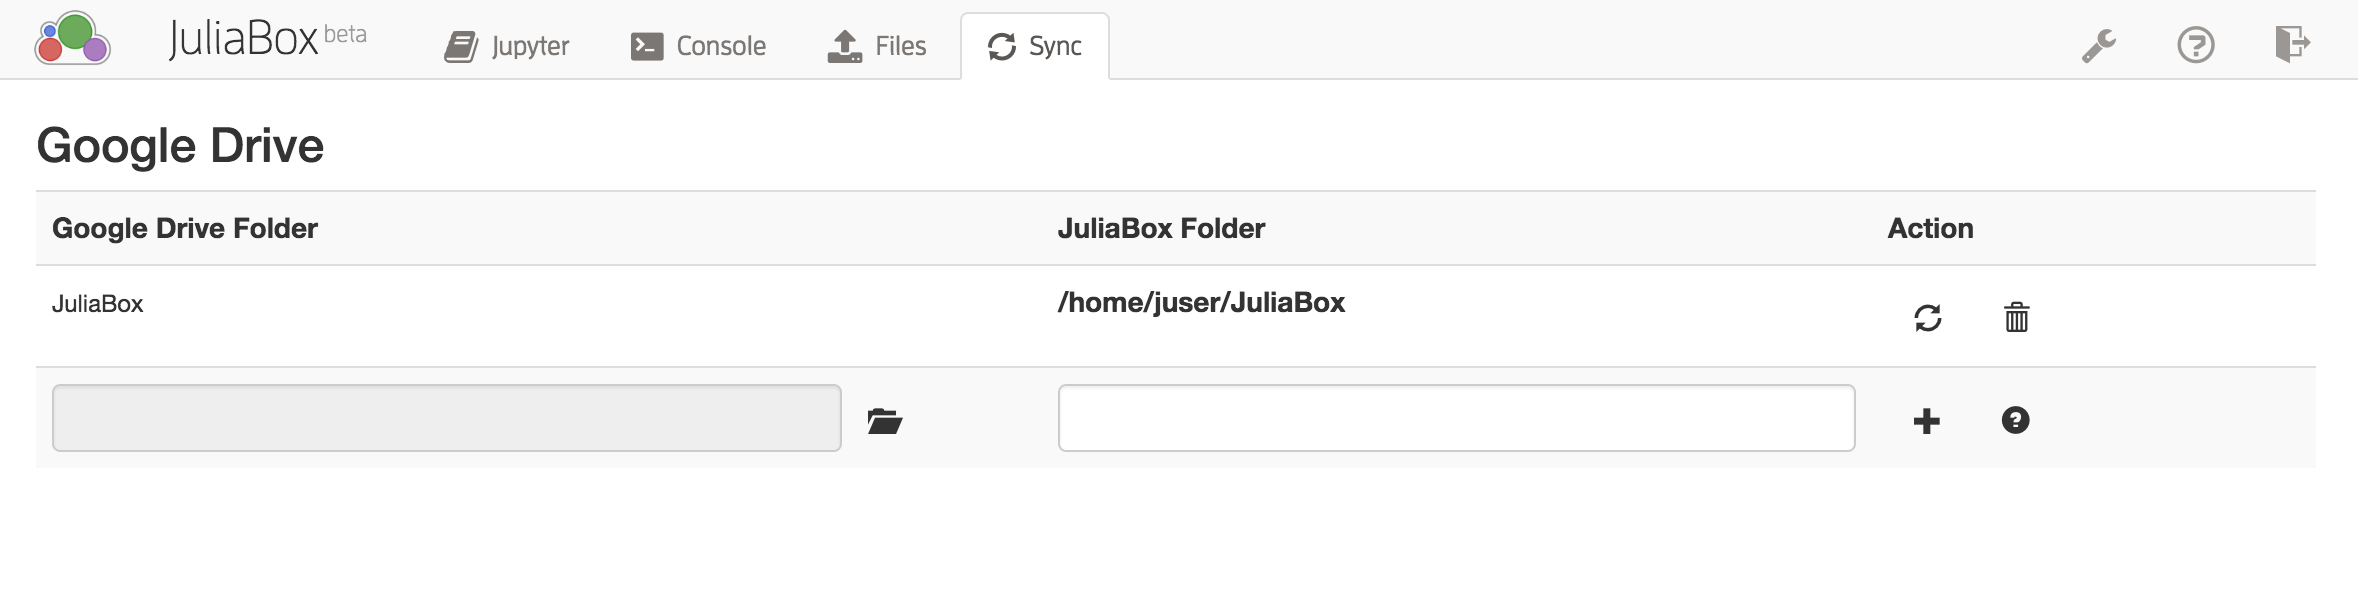 JuliaBox beta
Jupyter
Console
Files
Sync
Google Drive
Google Drive Folder JuliaBox Folder Action
JuliaBox /home/juser/JuliaBox